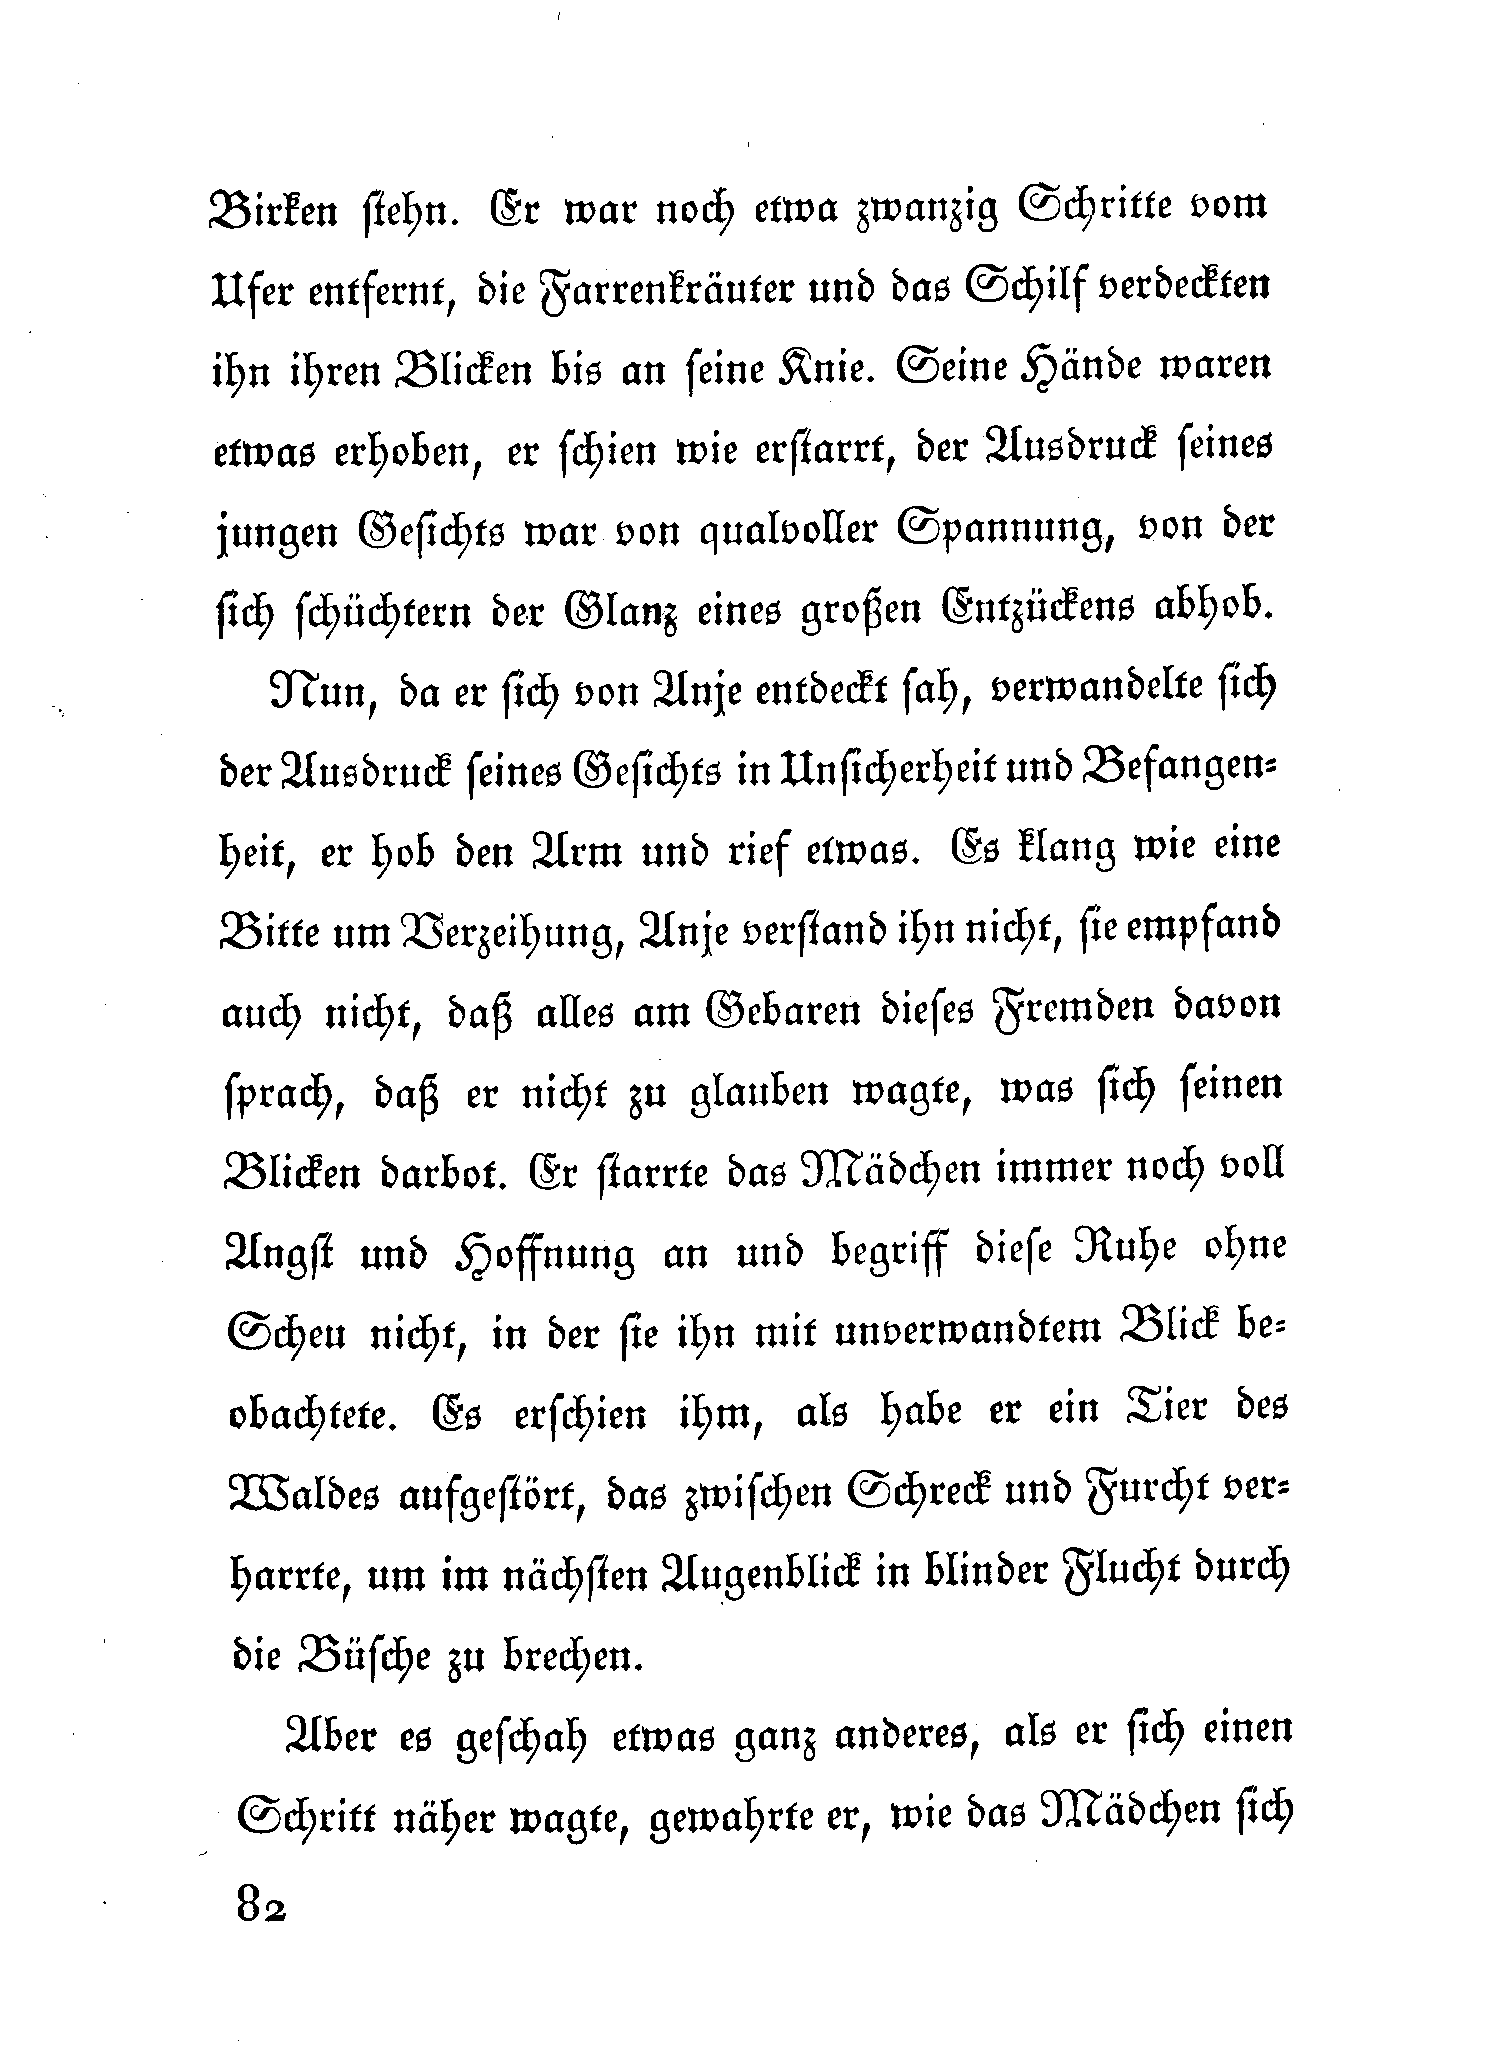 Birken stehn. Er war noch etwa zwanzig Schritte vom
Ufer entfernt, die Farrenkräuter und das Schilf verdeckten
ihn ihren Blicken bis an seine Knie. Seine Hände waren
etwas erhoben, er schien wie erstarrt, der Ausdruck seines
jungen Gesichts war von qualvoller Spannung, von der
sich schüchtern der Glanz eines großen Entzückens abhob.
Nun, da er sich von Anje entdeckt sah, verwandelte sich
der Ausdruck seines Gesichts in Unsicherheit und Befangen-
heit, er hob den Arm und rief etwas. Es klang wie eine
Bitte um Verzeihung, Anje verstand ihn nicht, sie empfand
auch nicht, daß alles am Gebaren dieses Fremden davon
sprach, daß er nicht zu glauben wagte, was sich seinen
Blicken darbot. Er starrte das Mädchen immer noch voll
Angst und Hoffnung an und begriff diese Ruhe ohne
Scheu nicht, in der sie ihn mit unverwandtem Blick be-
obachtete. Es erschien ihm, als habe er ein Tier des
Waldes aufgestört, das zwischen Schreck und Furcht ver-
harrte, um im nächsten Augenblick in blinder Flucht durch
die Büsche zu brechen.
Aber es geschah etwas ganz anderes, als er sich einen
Schritt näher wagte, gewahrte er, wie das Mädchen sich
82